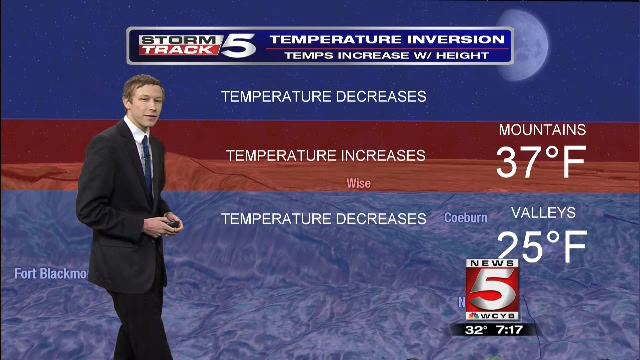 STORM
TRACK 5
TEMPERATURE INVERSION
TEMPS INCREASE W/ HEIGHT
TEMPERATURE DECREASES
MOUNTAINS
37°F
TEMPERATURE INCREASES
Wise
VALLEYS
25°F
TEMPERATURE DECREASES
Coeburn
Fort Blackmo
N
NEWS
5
WCYB
32° 7:17